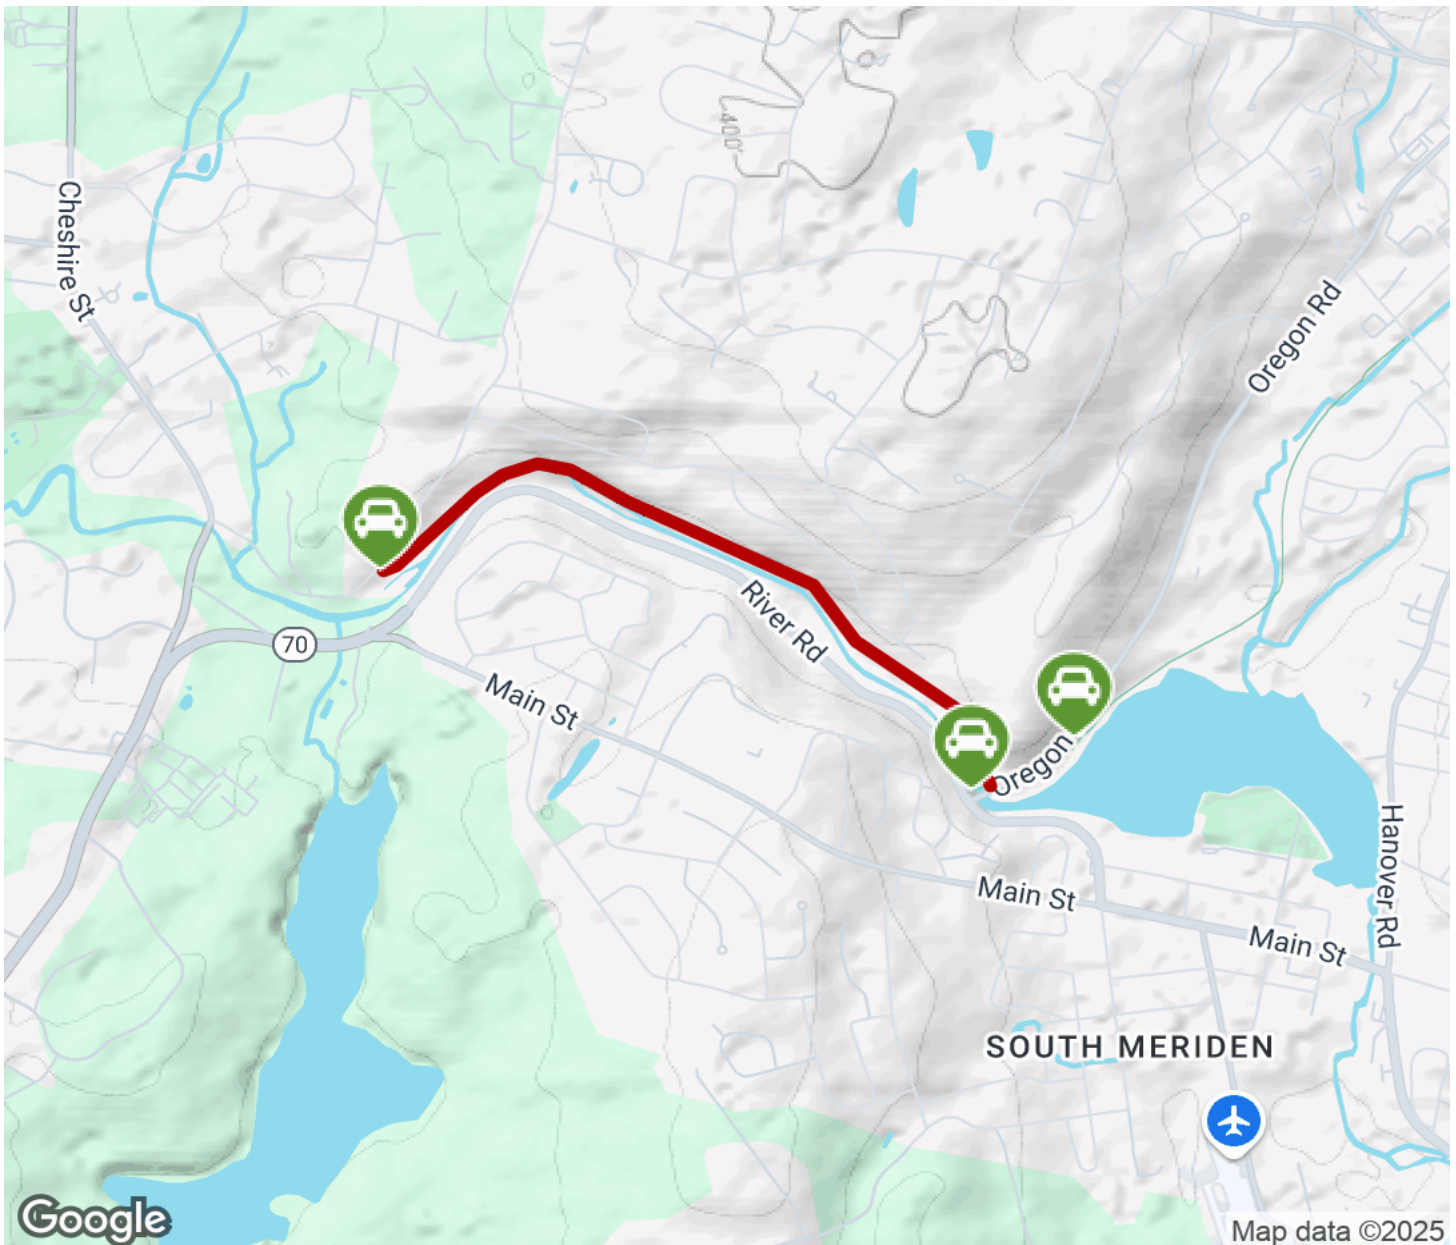 -400'
Cheshire St
Oregon Rd
River Rd
70
Main St
Oregon
Main St
Hanover Rd
Main St
SOUTH MERIDEN
Google
Map data ©2025